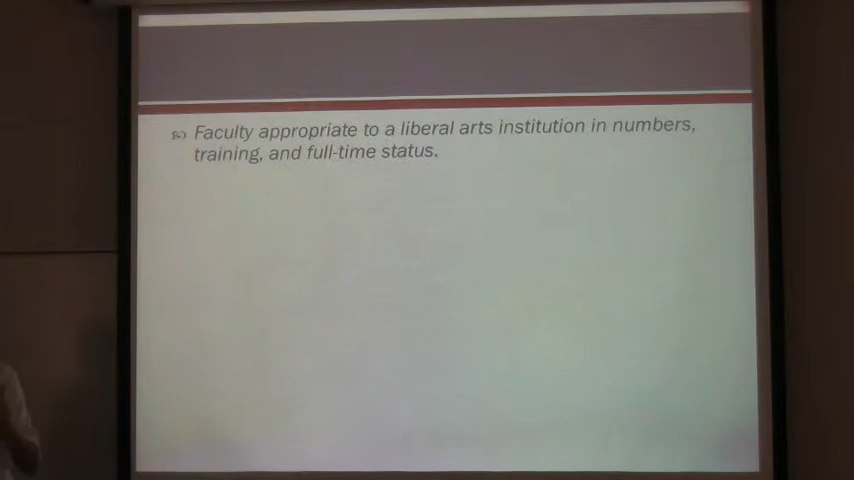 Faculty appropriate to a liberal arts institution in numbers,
training, and full-time status.